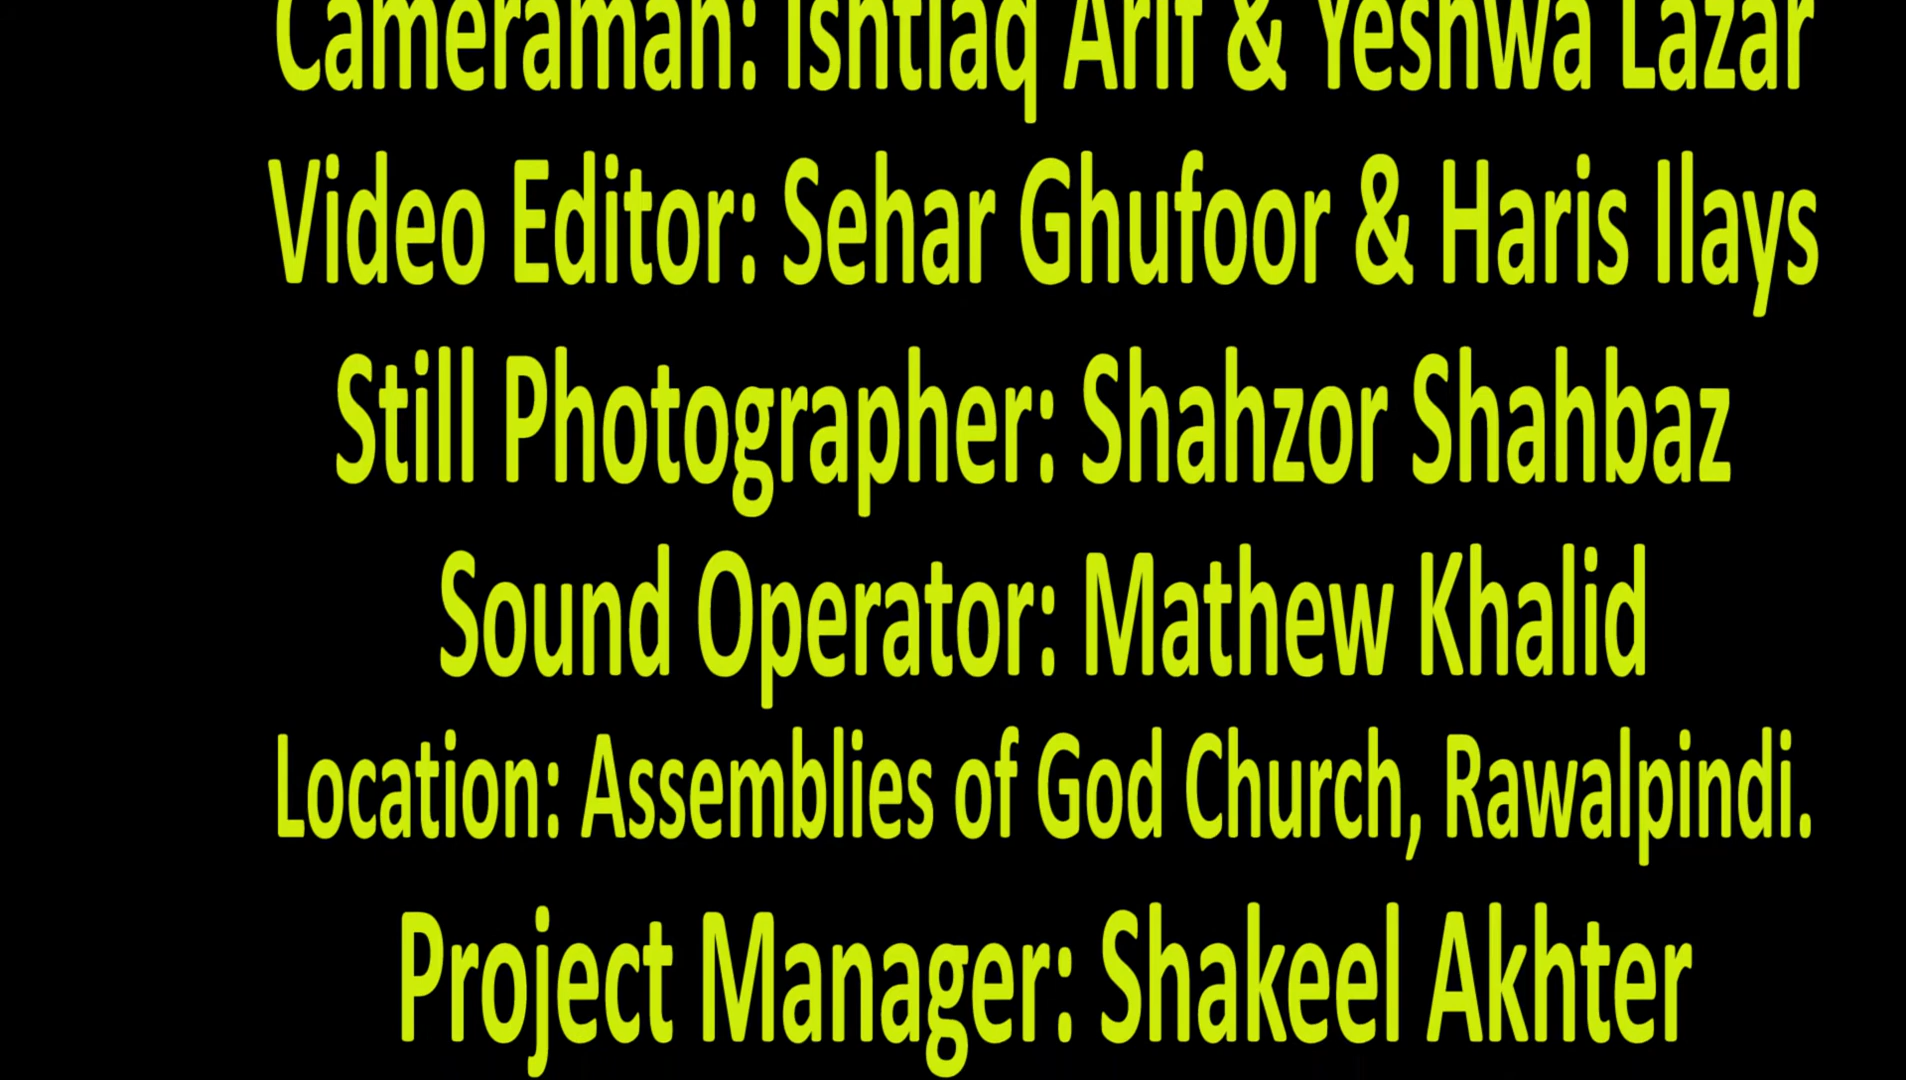 Cameraman: Ishtiaq Arif & Yeshwa Lazar
Video Editor: Sehar Ghufoor & Haris Ilays
Still Photographer: Shahzor Shahbaz
Sound Operator: Mathew Khalid
Location: Assemblies of God Church, Rawalpindi.
Project Manager: Shakeel Akhter